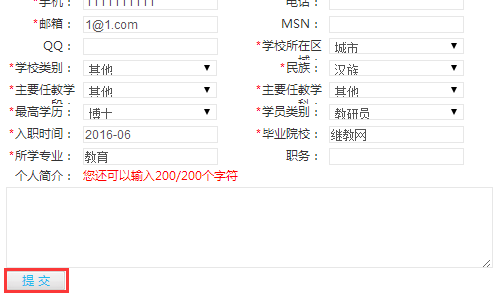 *手机： 1111111111 电话：
*邮箱： 1@1.com MSN：
QQ： *学校所在区域： 城市
*学校类别： 其他 *民族： 汉族
*主要任教学段： 其他 *主要任教学科： 其他
*最高学历： 博士 *学员类别： 教研员
*入职时间： 2016-06 *毕业院校： 继教网
*所学专业： 教育 职务：
个人简介： 您还可以输入200/200个字符
提 交